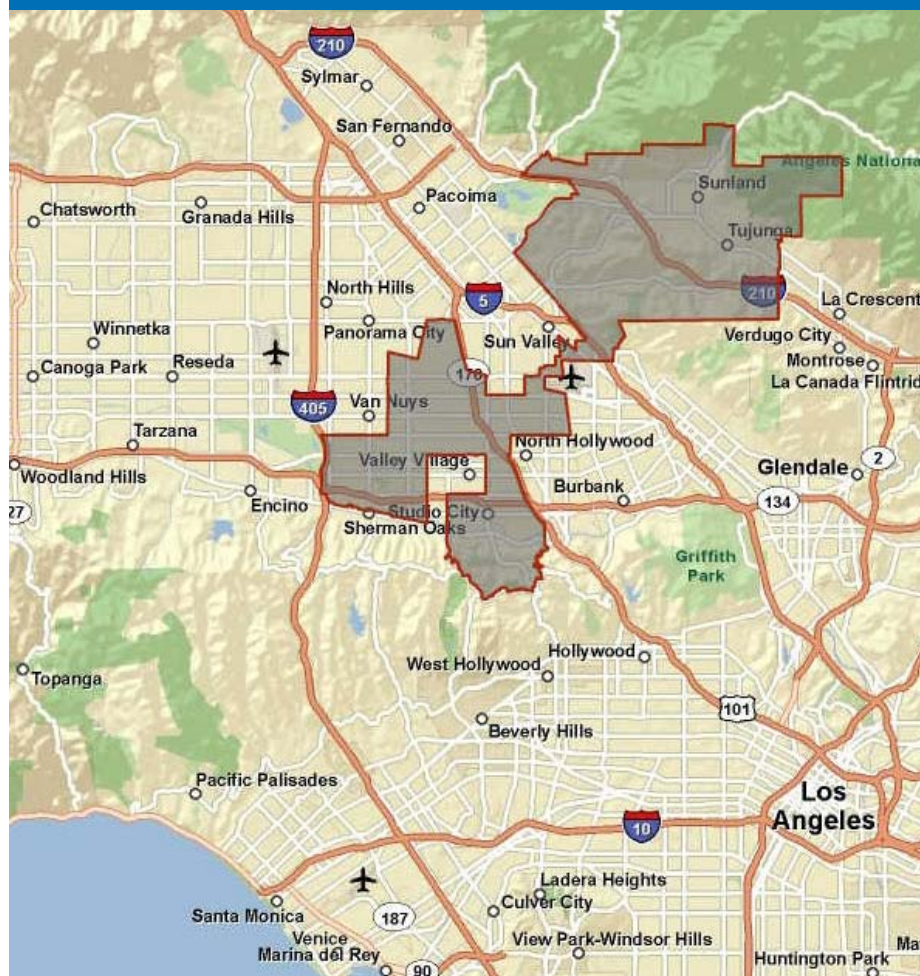 210
Sylmar
San Fernando
Angeles Nationa
Sunland
Pacoima
Chatsworth
Granada Hills
Tujunga
210
North Hills
5
La Crescent
Winnetka
Panorama City
Sun Valley
Verdugo City
Montrose
Canoga Park
Reseda
170
La Canada Flintrid
405
Van Nuys
Tarzana
North Hollywood
2
Woodland Hills
Valley Village
Glendale
Encino
Burbank
134
27
Studio City
Sherman Oaks
Griffith
Park
Hollywood
West Hollywood
Topanga
101
Beverly Hills
Pacific Palisades
Los
Angeles
10
Ladera Heights
Santa Monica
187
Culver City
Venice
View Park-Windsor Hills
Ma
Marina del Rey
90
Huntington Park